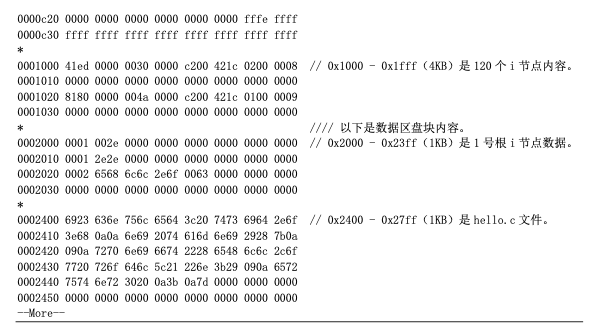 0000c20 0000 0000 0000 0000 0000 0000 fffe ffff
0000c30 ffff ffff ffff ffff ffff ffff ffff ffff
*
0001000 41ed 0000 0030 0000 c200 421c 0200 0008 // 0x1000 - 0x1fff（4KB）是 120 个 i 节点内容。
0001010 0000 0000 0000 0000 0000 0000 0000 0000
0001020 8180 0000 004a 0000 c200 421c 0100 0009
0001030 0000 0000 0000 0000 0000 0000 0000 0000
* //// 以下是数据区盘块内容。
0002000 0001 002e 0000 0000 0000 0000 0000 0000 // 0x2000 - 0x23ff（1KB）是 1 号根 i 节点数据。
0002010 0001 2e2e 0000 0000 0000 0000 0000 0000
0002020 0002 6568 6c6c 2e6f 0063 0000 0000 0000
0002030 0000 0000 0000 0000 0000 0000 0000 0000
*
0002400 6923 636e 756c 6564 3c20 7473 6964 2e6f // 0x2400 - 0x27ff（1KB）是 hello.c 文件。
0002410 3e68 0a0a 6e69 2074 616d 6e69 2928 7b0a
0002420 090a 7270 6e69 6674 2228 6548 6c6c 2c6f
0002430 7720 726f 646c 5c21 226e 3b29 090a 6572
0002440 7574 6e72 3020 0a3b 0a7d 0000 0000 0000
0002450 0000 0000 0000 0000 0000 0000 0000 0000
--More--